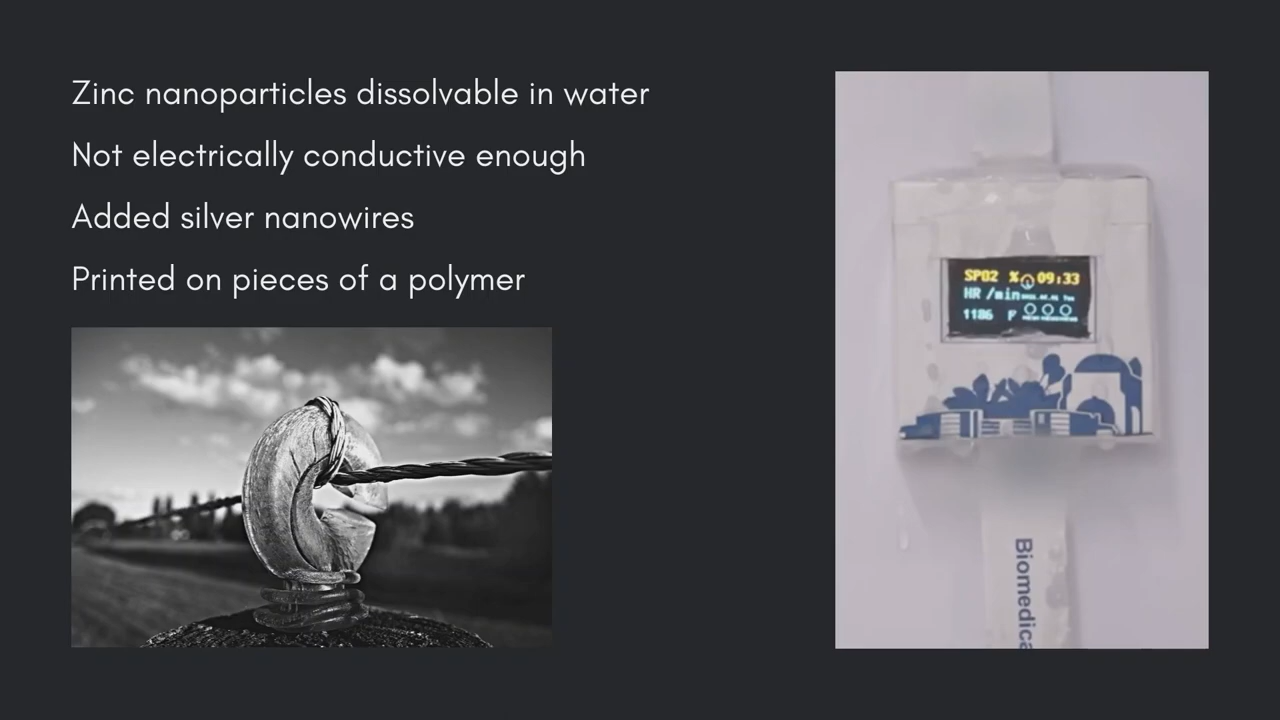 Zinc nanoparticles dissolvable in water
Not electrically conductive enough
Added silver nanowires
Printed on pieces of a polymer
SPO2 % 09:33
HR /min
1186
Biomedica